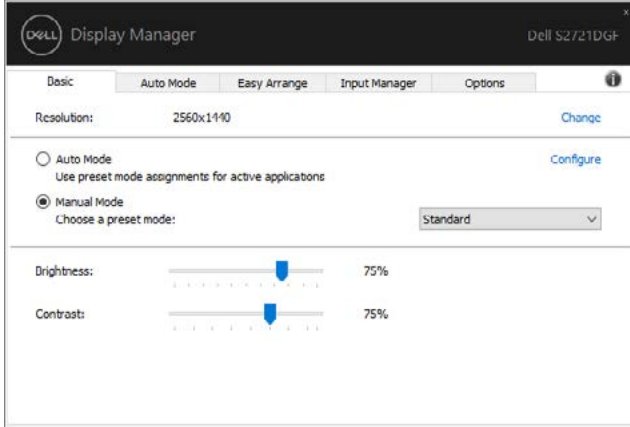 DELL Display Manager
Dell S2721DGF
Basic
Auto Mode
Easy Arrange
Input Manager
Options
Resolution: 2560x1440 Change
Auto Mode Configure
Use preset mode assignments for active applications
Manual Mode
Choose a preset mode: Standard
Brightness: 75%
Contrast: 75%